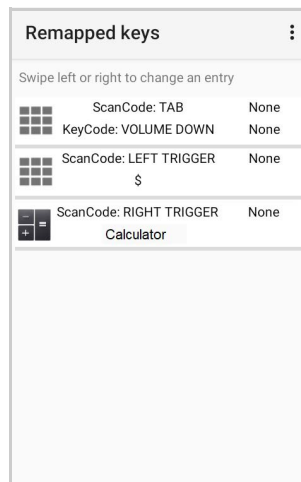 Remapped keys
Swipe left or right to change an entry
ScanCode: TAB None
KeyCode: VOLUME DOWN None
ScanCode: LEFT TRIGGER None
$
ScanCode: RIGHT TRIGGER None
Calculator